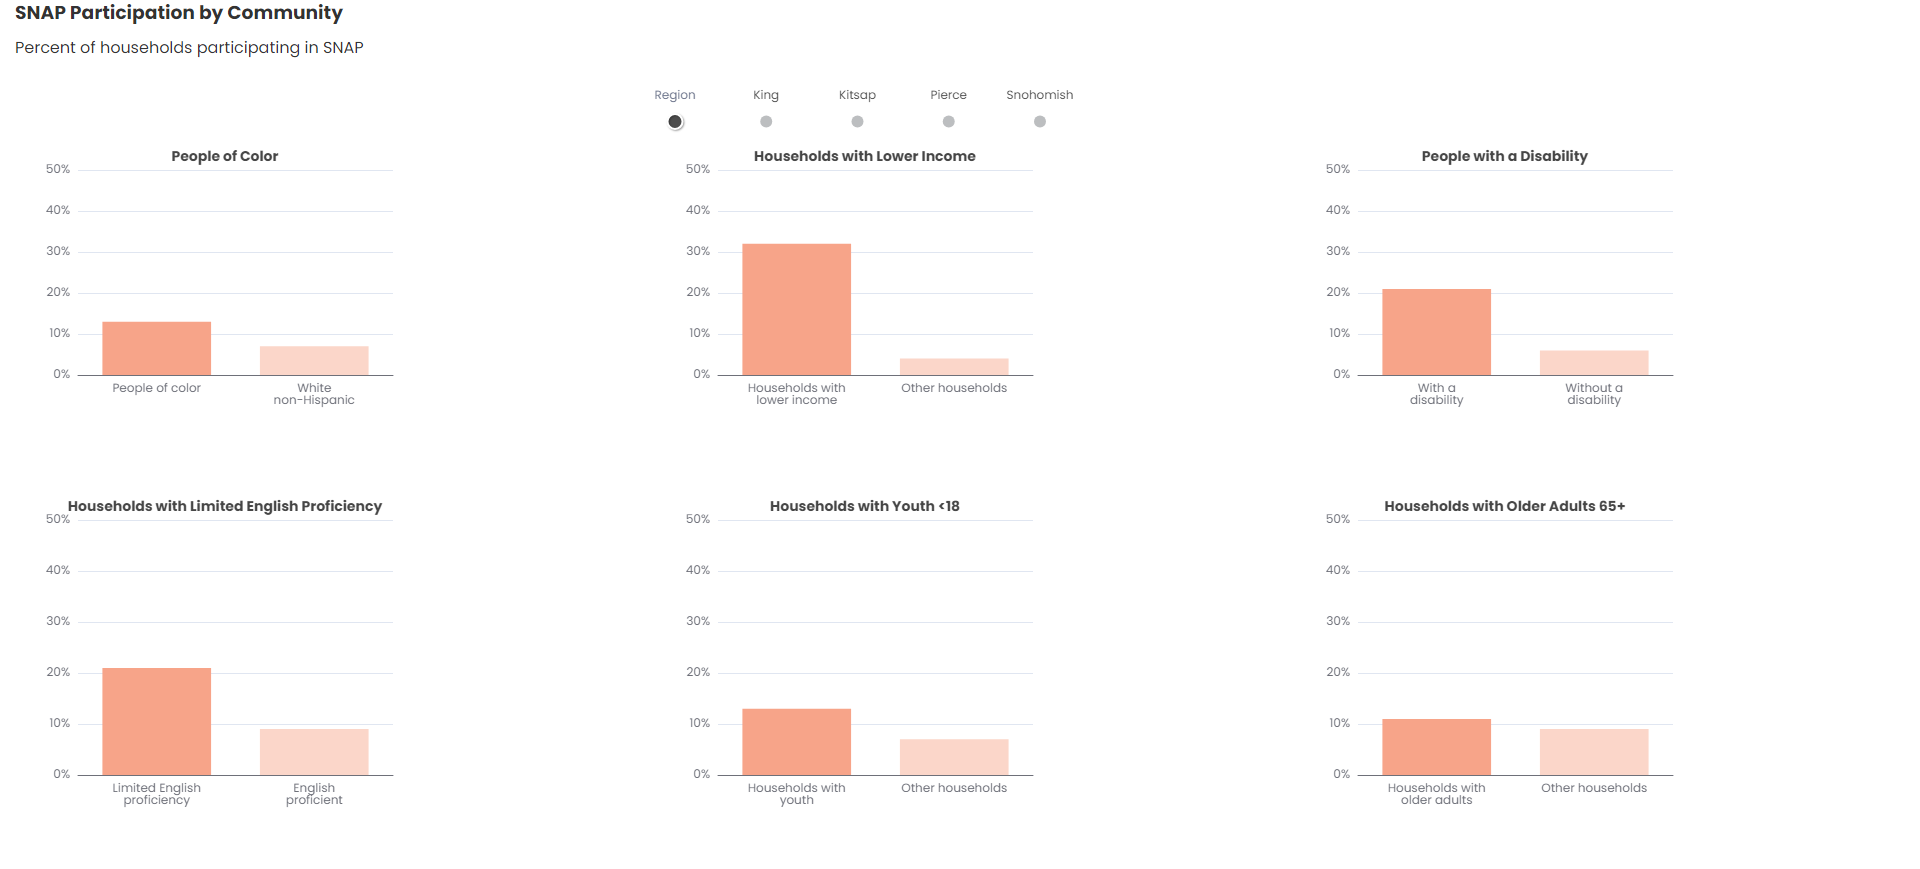 SNAP Participation by Community
Percent of households participating in SNAP
Region King Kitsap Pierce Snohomish
People of Color
50%
40%
30%
20%
10%
0%
People of color
White
non-Hispanic
Households with Lower Income
50%
40%
30%
20%
10%
0%
Households with
lower income
Other households
People with a Disability
50%
40%
30%
20%
10%
0%
With a
disability
Without a
disability
Households with Limited English Proficiency
50%
40%
30%
20%
10%
0%
Limited English
proficiency
English
proficient
Households with Youth <18
50%
40%
30%
20%
10%
0%
Households with
youth
Other households
Households with Older Adults 65+
50%
40%
30%
20%
10%
0%
Households with
older adults
Other households